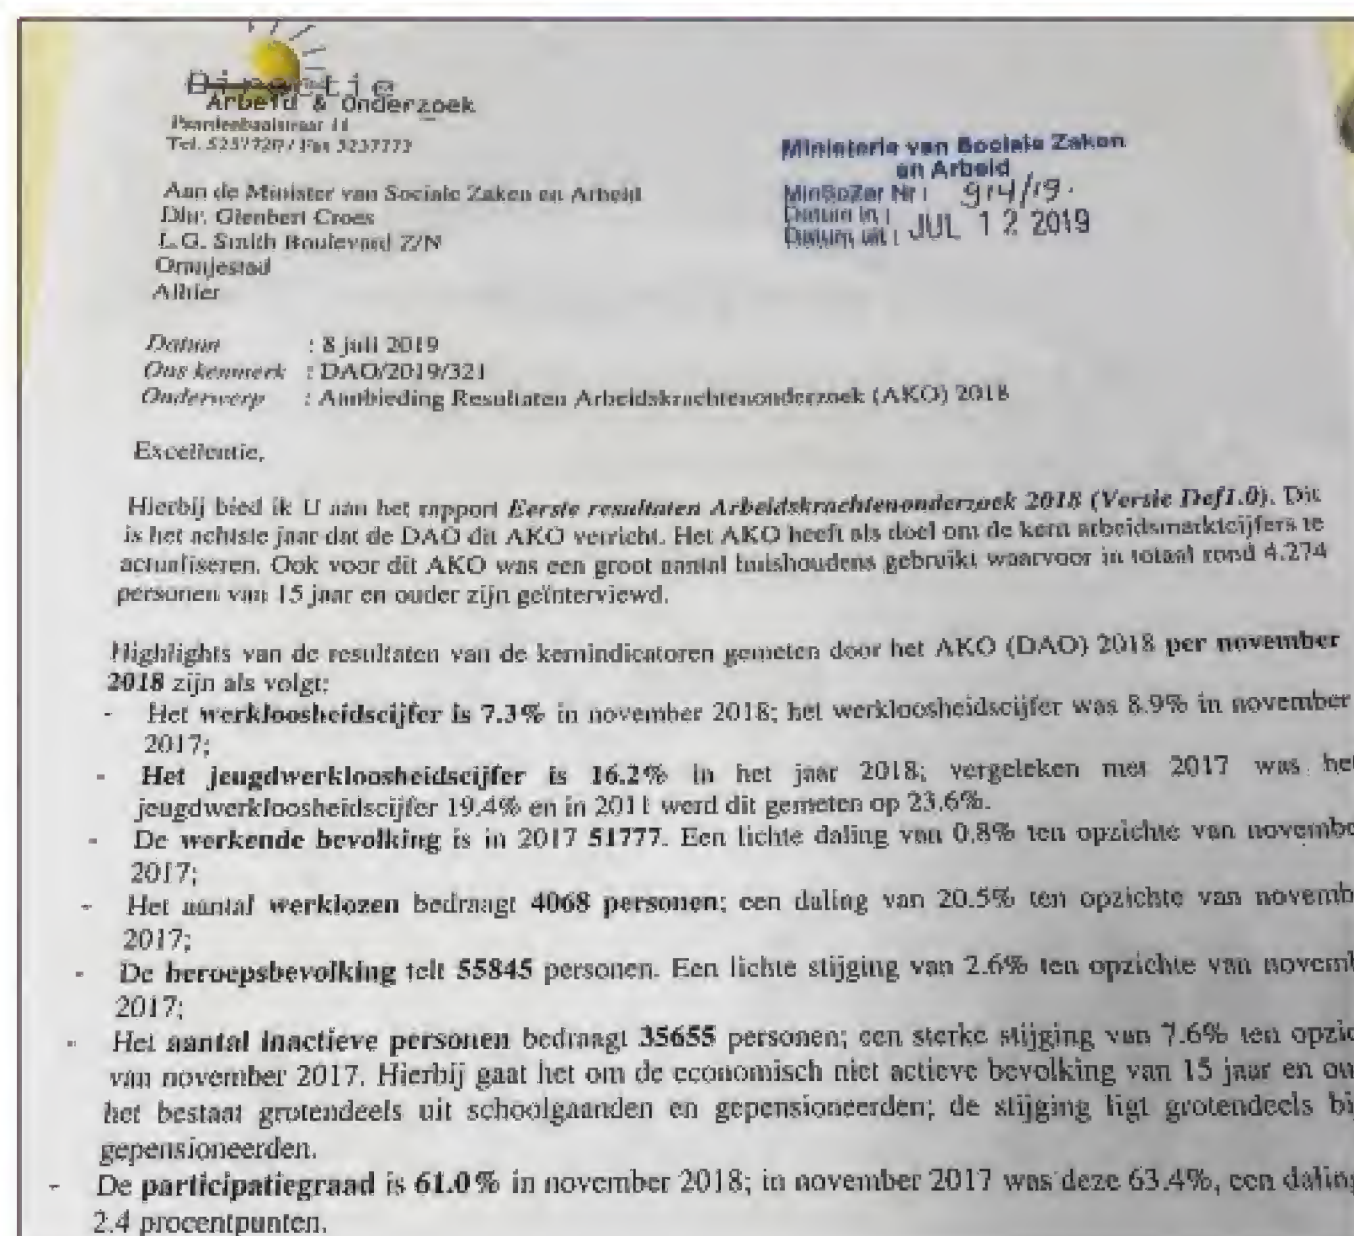 Directie
Arbeid & Onderzoek
Paardenbaaistraat 11
Tel. 5237720 / Fax 5237772
Ministerie van Sociale Zaken
en Arbeid
MinSoZar Nr: 914/19.
Datum in:
Datum uit: JUL 12 2019
Aan de Minister van Sociale Zaken en Arbeid
Dhr. Glenbert Croes
L.G. Smith Boulevard Z/N
Oranjestad
Alhier
Datum : 8 juli 2019
Ons kenmerk : DAO/2019/321
Onderwerp : Aanbieding Resultaten Arbeidskrachtenonderzoek (AKO) 2018
Excellentie,
Hierbij bied ik U aan het rapport Eerste resultaten Arbeidskrachtenonderzoek 2018 (Versie Def1.0). Dit
is het achtste jaar dat de DAO dit AKO verricht. Het AKO heeft als doel om de kern arbeidsmarktcijfers te
actualiseren. Ook voor dit AKO was een groot aantal huishoudens gebruikt waarvoor in totaal rond 4.274
personen van 15 jaar en ouder zijn geïnterviewd.
Highlights van de resultaten van de kernindicatoren gemeten door het AKO (DAO) 2018 per november
2018 zijn als volgt:
- Het werkloosheidscijfer is 7.3% in november 2018; het werkloosheidscijfer was 8.9% in november
2017;
- Het jeugdwerkloosheidscijfer is 16.2% in het jaar 2018; vergeleken met 2017 was het
jeugdwerkloosheidscijfer 19.4% en in 2011 werd dit gemeten op 23.6%.
- De werkende bevolking is in 2017 51777. Een lichte daling van 0.8% ten opzichte van novembe
2017;
- Het aantal werklozen bedraagt 4068 personen; een daling van 20.5% ten opzichte van novemb
2017;
- De beroepsbevolking telt 55845 personen. Een lichte stijging van 2.6% ten opzichte van novemb
2017;
- Het aantal inactieve personen bedraagt 35655 personen; een sterke stijging van 7.6% ten opzic
van november 2017. Hierbij gaat het om de economisch niet actieve bevolking van 15 jaar en ou
het bestaat grotendeels uit schoolgaanden en gepensioneerden; de stijging ligt grotendeels bij
gepensioneerden.
- De participatiegraad is 61.0% in november 2018; in november 2017 was deze 63.4%, een daling
2.4 procentpunten.